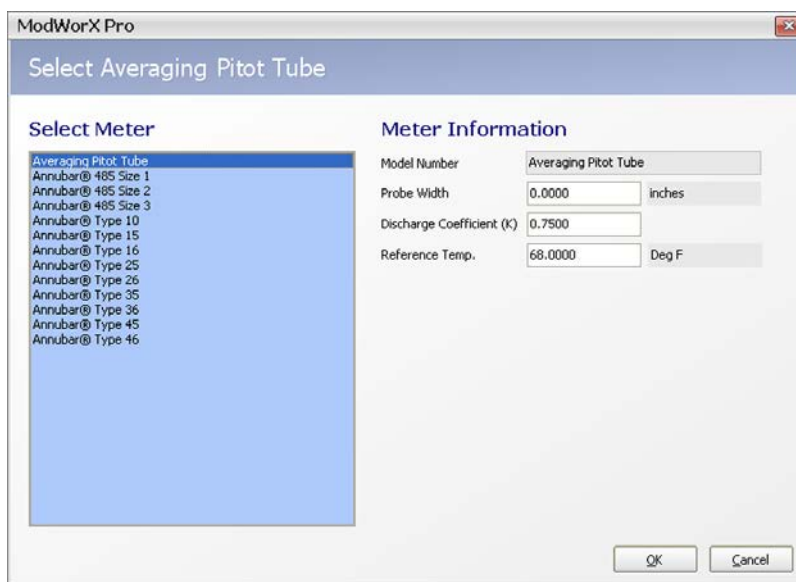 ModWorX Pro
Select Averaging Pitot Tube
Select Meter
Averaging Pitot Tube
Annubar® 485 Size 1
Annubar® 485 Size 2
Annubar® 485 Size 3
Annubar® Type 10
Annubar® Type 15
Annubar® Type 16
Annubar® Type 25
Annubar® Type 26
Annubar® Type 35
Annubar® Type 36
Annubar® Type 45
Annubar® Type 46
Meter Information
Model Number Averaging Pitot Tube
Probe Width 0.0000 inches
Discharge Coefficient (K) 0.7500
Reference Temp. 68.0000 Deg F
OK Cancel